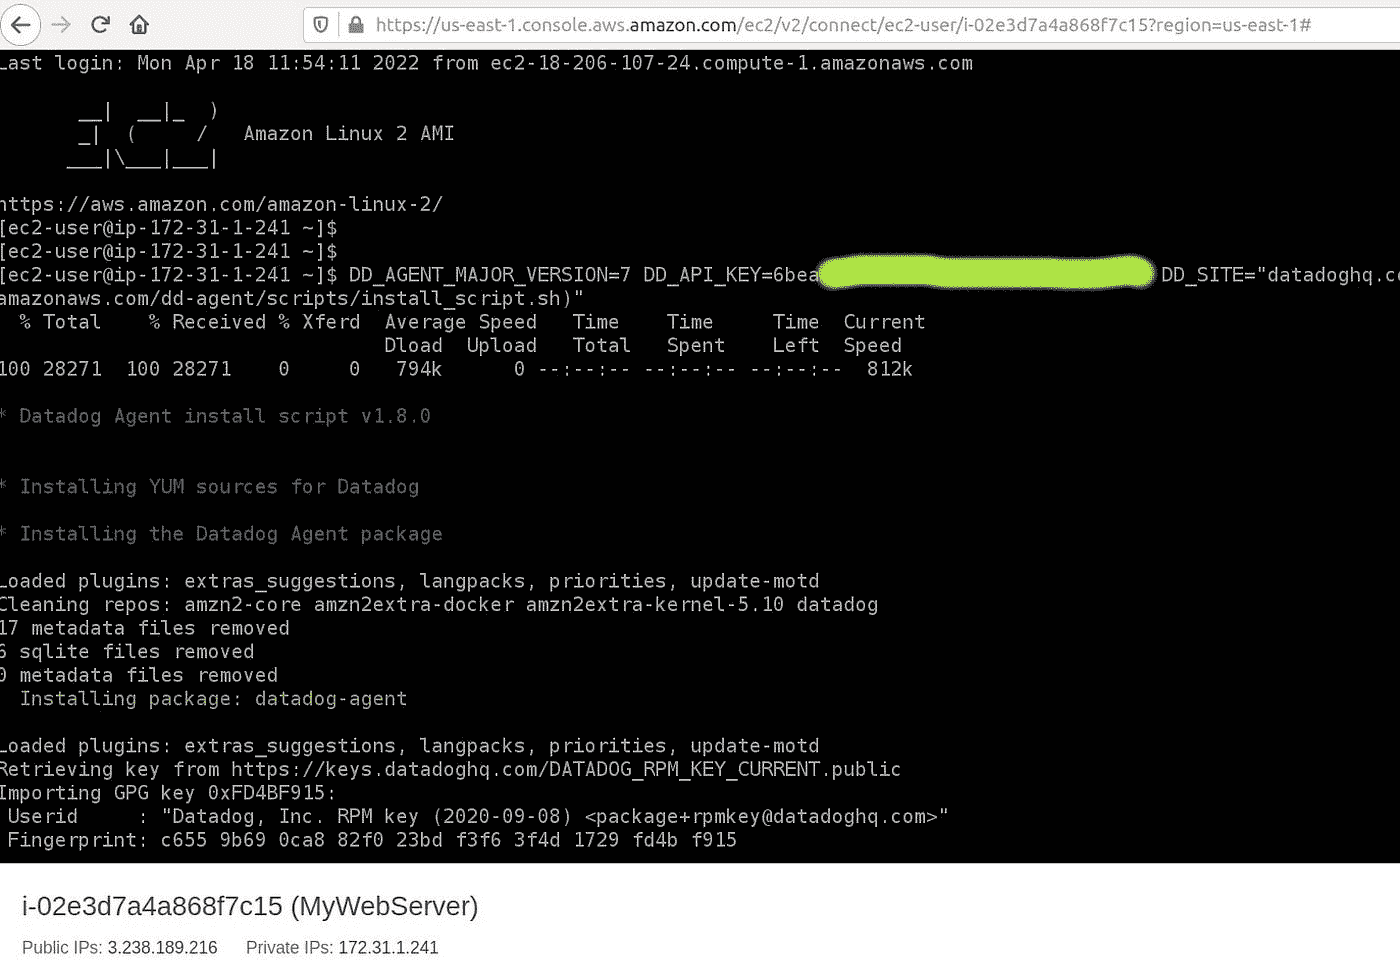 https://us-east-1.console.aws.amazon.com/ec2/v2/connect/ec2-user/i-02e3d7a4a868f7c15?region=us-east-1#
Last login: Mon Apr 18 11:54:11 2022 from ec2-18-206-107-24.compute-1.amazonaws.com
__|  __|_  )
_|  (     /   Amazon Linux 2 AMI
___|\___|___|
https://aws.amazon.com/amazon-linux-2/
[ec2-user@ip-172-31-1-241 ~]$
[ec2-user@ip-172-31-1-241 ~]$
[ec2-user@ip-172-31-1-241 ~]$ DD_AGENT_MAJOR_VERSION=7 DD_API_KEY=6bea DD_SITE="datadoghq.co
amazonaws.com/dd-agent/scripts/install_script.sh)"
% Total    % Received % Xferd  Average Speed   Time    Time     Time  Current
Dload  Upload   Total   Spent    Left  Speed
100 28271  100 28271    0     0   794k      0 --:--:-- --:--:-- --:--:--  812k
* Datadog Agent install script v1.8.0
* Installing YUM sources for Datadog
* Installing the Datadog Agent package
Loaded plugins: extras_suggestions, langpacks, priorities, update-motd
Cleaning repos: amzn2-core amzn2extra-docker amzn2extra-kernel-5.10 datadog
17 metadata files removed
6 sqlite files removed
0 metadata files removed
Installing package: datadog-agent
Loaded plugins: extras_suggestions, langpacks, priorities, update-motd
Retrieving key from https://keys.datadoghq.com/DATADOG_RPM_KEY_CURRENT.public
Importing GPG key 0xFD4BF915:
Userid     : "Datadog, Inc. RPM key (2020-09-08) <package+rpmkey@datadoghq.com>"
Fingerprint: c655 9b69 0ca8 82f0 23bd f3f6 3f4d 1729 fd4b f915
i-02e3d7a4a868f7c15 (MyWebServer)
Public IPs: 3.238.189.216 Private IPs: 172.31.1.241